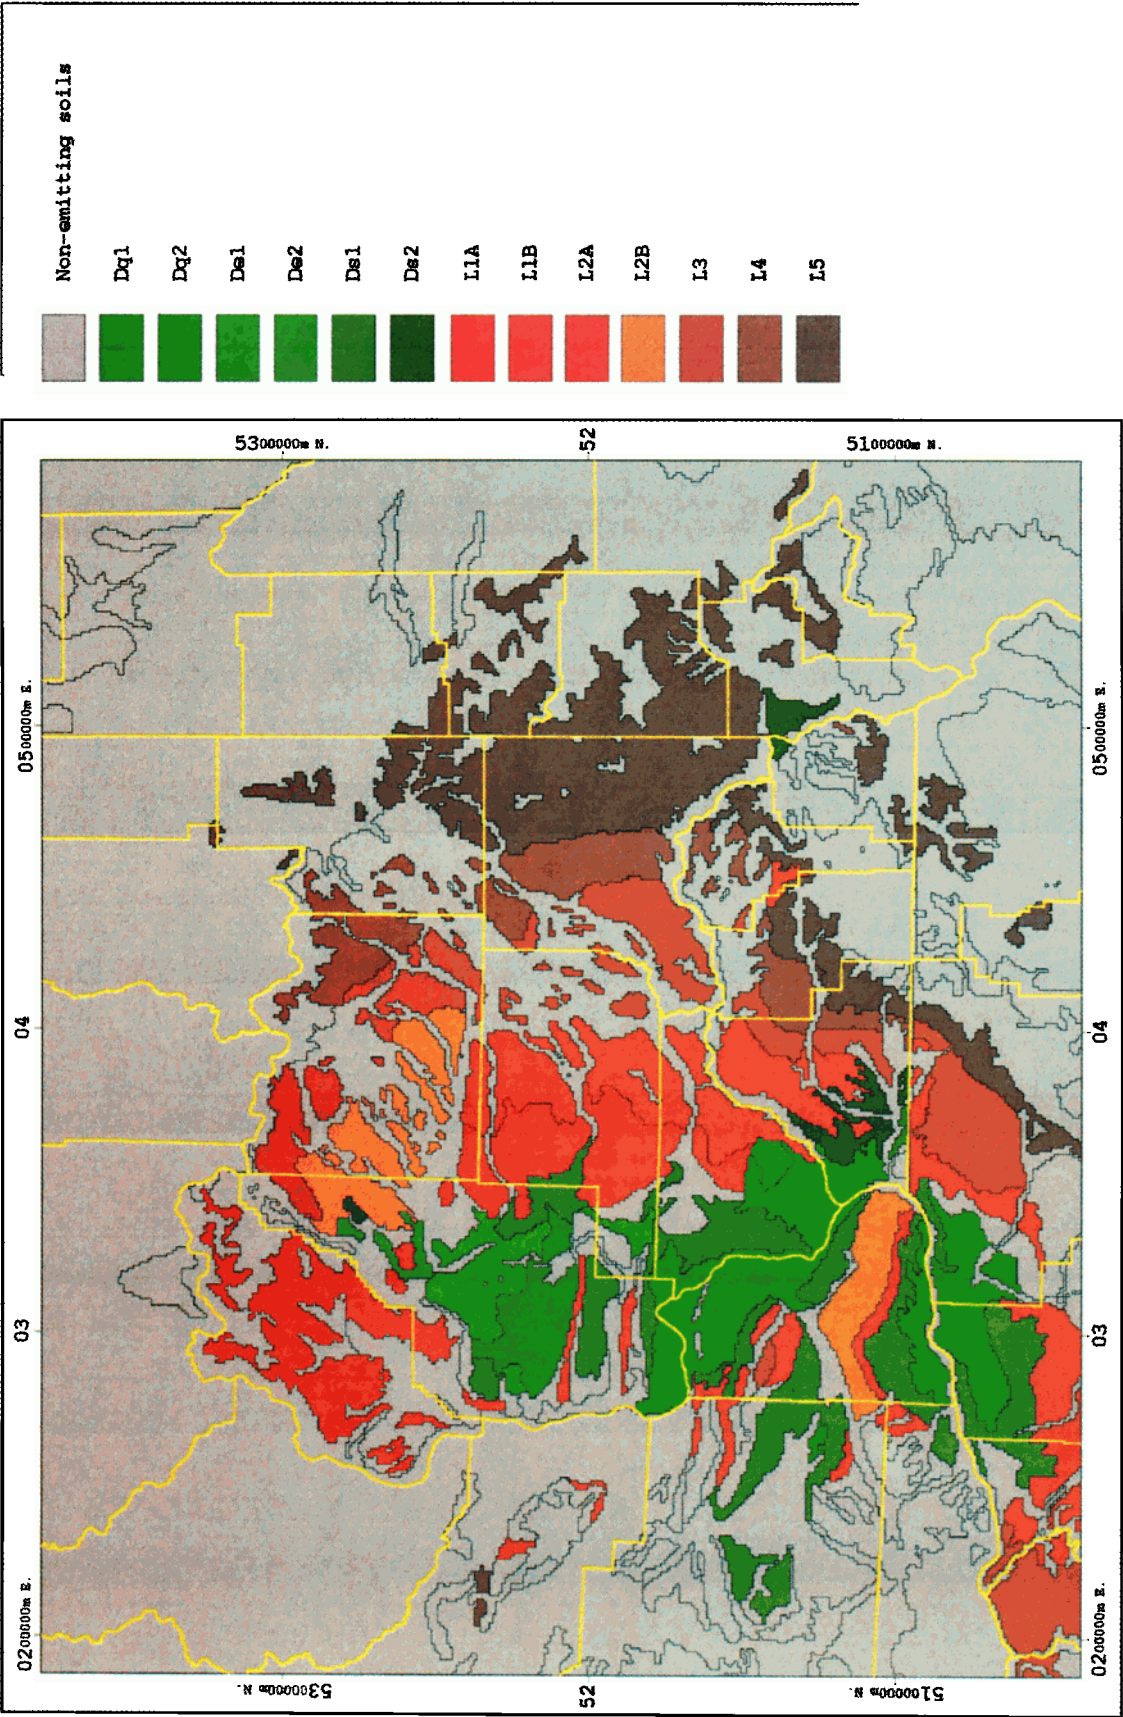 Non-emitting soils
Dq1
Dq2
De1
De2
Ds1
Ds2
L1A
L1B
L2A
L2B
L3
L4
L5
5300000m N.
52
5100000m N.
0500000m E.
0500000m E.
04
04
03
03
0200000m E.
0200000m E.
5300000m N.
52
5100000m N.